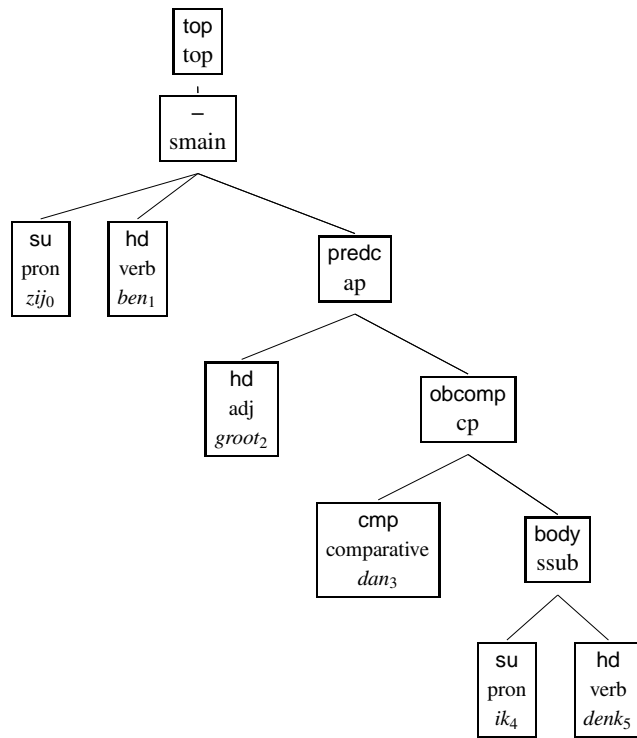 top
top
–
smain
su
pron
zij0
hd
verb
ben1
predc
ap
hd
adj
groot2
obcomp
cp
cmp
comparative
dan3
body
ssub
su
pron
ik4
hd
verb
denk5